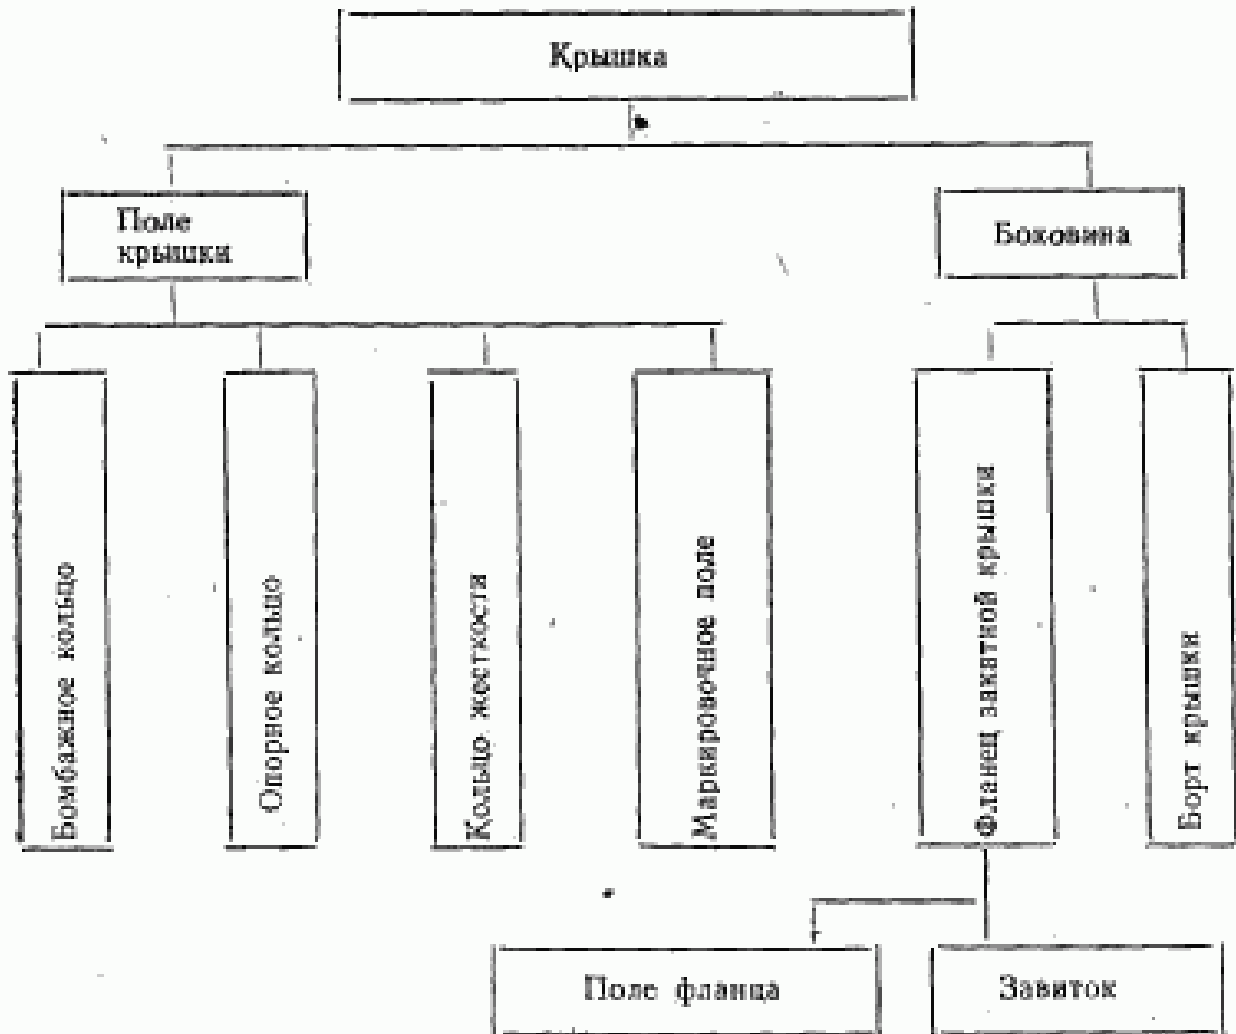 Крышка
Поле
крышки
Боковина
Бомбажное кольцо
Опорное кольцо
Кольцо жесткости
Маркировочное поле
Фланец закатной крышки
Борт крышки
Поле фланца
Завиток